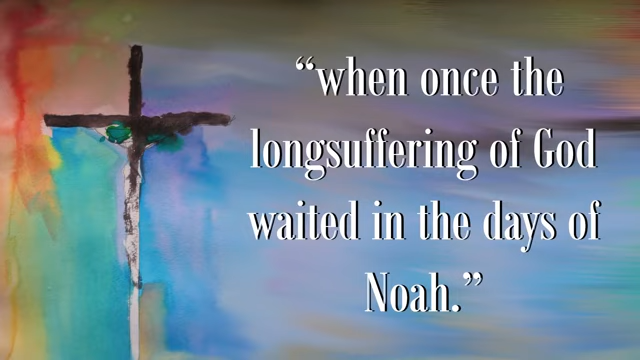 “when once the
longsuffering of God
waited in the days of
Noah.”